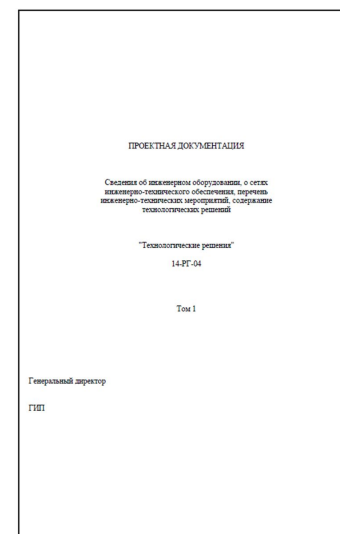 ПРОЕКТНАЯ ДОКУМЕНТАЦИЯ
Сведения об инженерном оборудовании, о сетях
инженерно-технического обеспечения, перечень
инженерно-технических мероприятий, содержание
технологических решений
"Технологические решения"
14-РГ-04
Том 1
Генеральный директор
ГИП